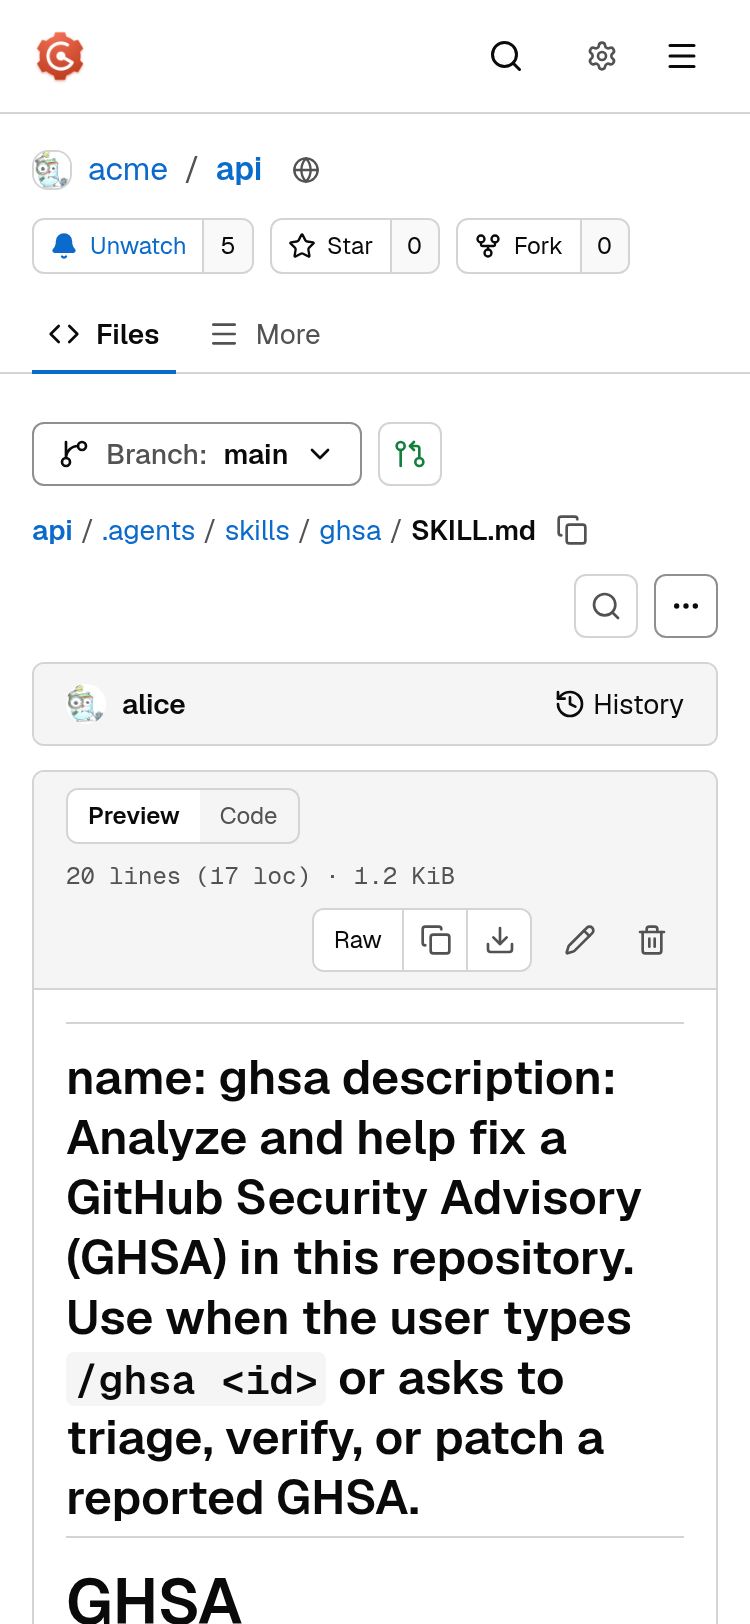 acme / api
Unwatch 5 Star 0 Fork 0
Files More
Branch: main
api / .agents / skills / ghsa / SKILL.md
alice History
Preview Code
20 lines (17 loc) · 1.2 KiB
Raw
name: ghsa description:
Analyze and help fix a
GitHub Security Advisory
(GHSA) in this repository.
Use when the user types
/ghsa <id> or asks to
triage, verify, or patch a
reported GHSA.
GHSA